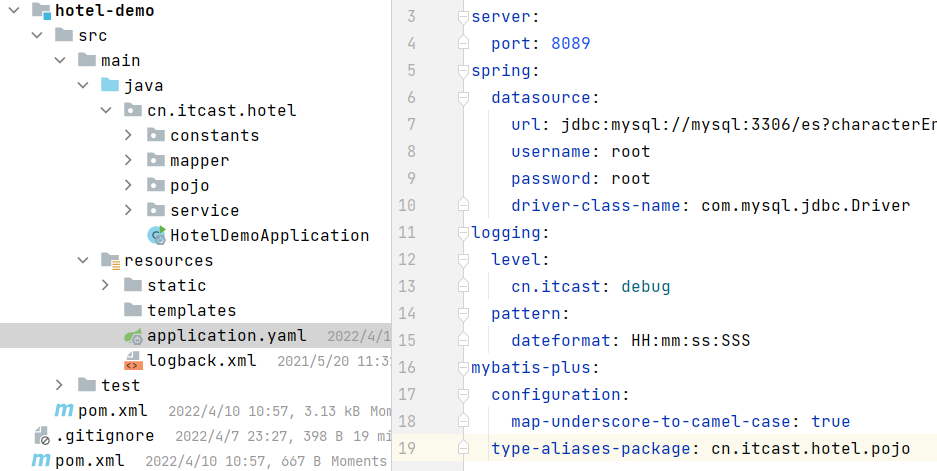 hotel-demo
src
main
java
cn.itcast.hotel
constants
mapper
pojo
service
HotelDemoApplication
resources
static
templates
application.yaml 2022/4/1
logback.xml 2021/5/20 11:32
test
pom.xml 2022/4/10 10:57, 3.13 kB Mom
.gitignore 2022/4/7 23:27, 398 B 19 mi
pom.xml 2022/4/10 10:57, 667 B Moments
3 server:
4 port: 8089
5 spring:
6 datasource:
7 url: jdbc:mysql://mysql:3306/es?characterEn
8 username: root
9 password: root
10 driver-class-name: com.mysql.jdbc.Driver
11 logging:
12 level:
13 cn.itcast: debug
14 pattern:
15 dateformat: HH:mm:ss:SSS
16 mybatis-plus:
17 configuration:
18 map-underscore-to-camel-case: true
19 type-aliases-package: cn.itcast.hotel.pojo